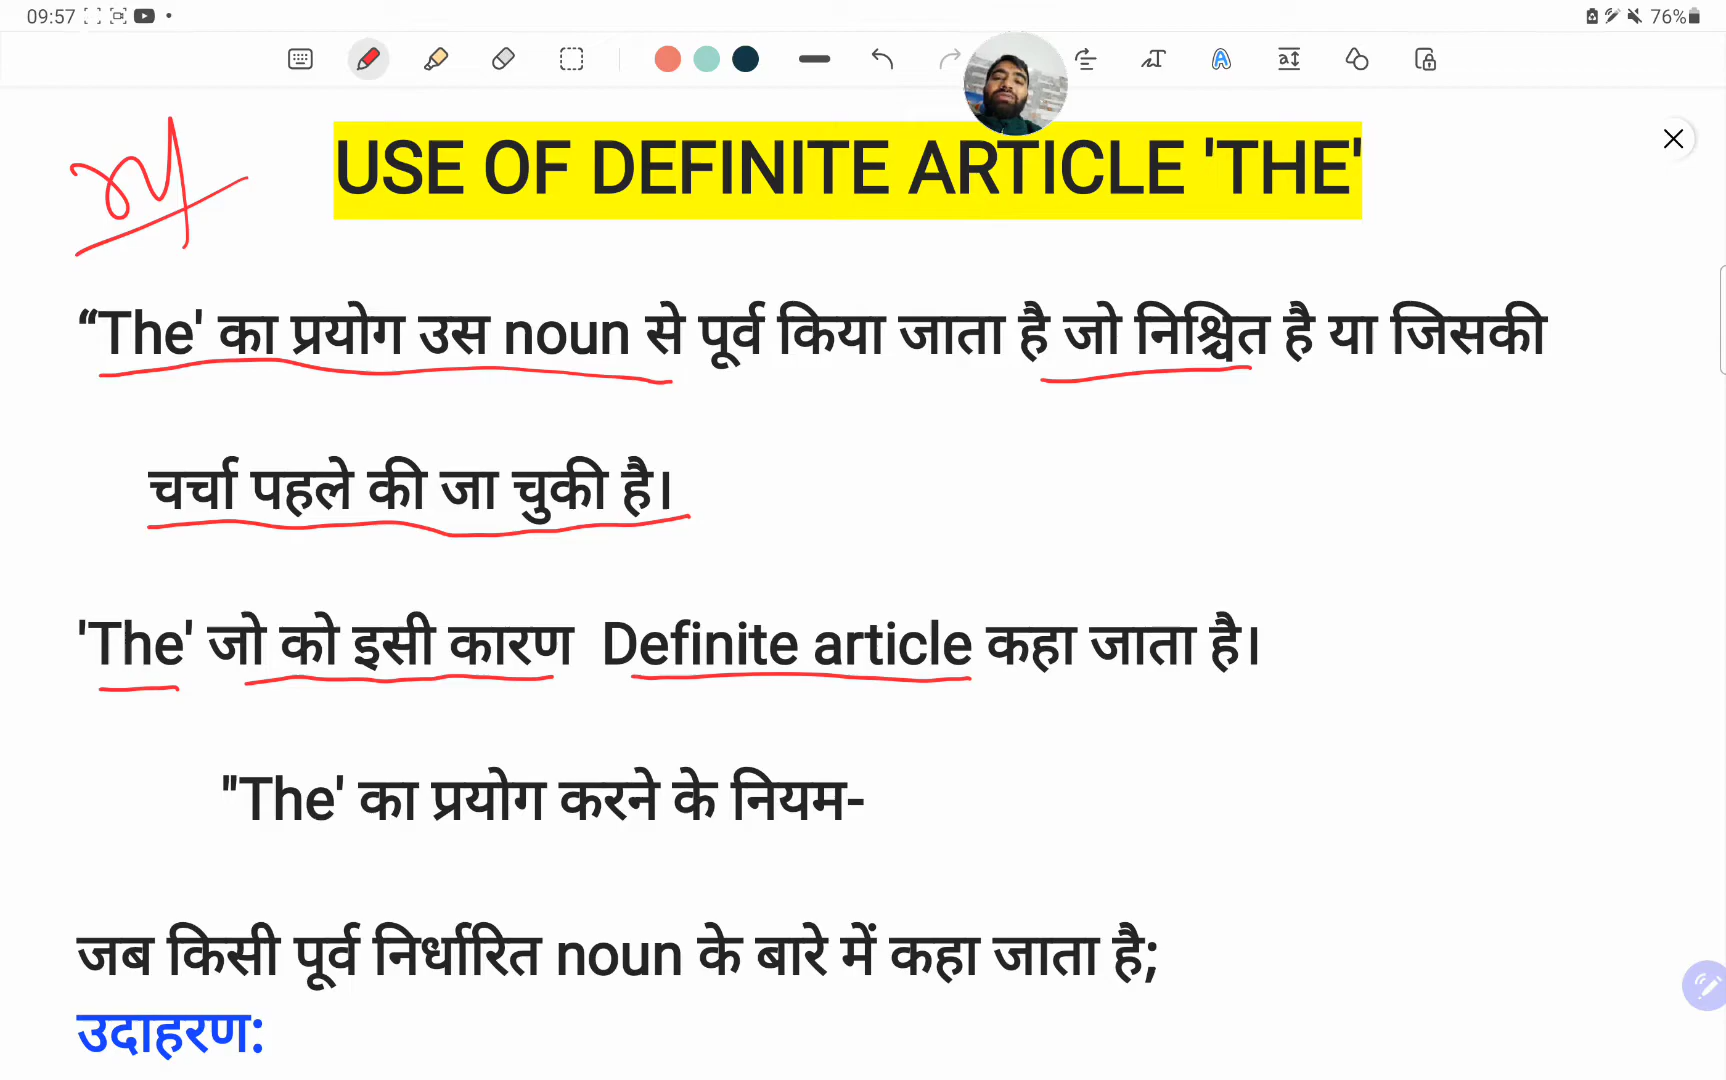 09:57
76%
USE OF DEFINITE ARTICLE 'THE'
“The' का प्रयोग उस noun से पूर्व किया जाता है जो निश्चित है या जिसकी
चर्चा पहले की जा चुकी है।
'The' जो को इसी कारण Definite article कहा जाता है।
"The' का प्रयोग करने के नियम-
जब किसी पूर्व निर्धारित noun के बारे में कहा जाता है;
उदाहरण: